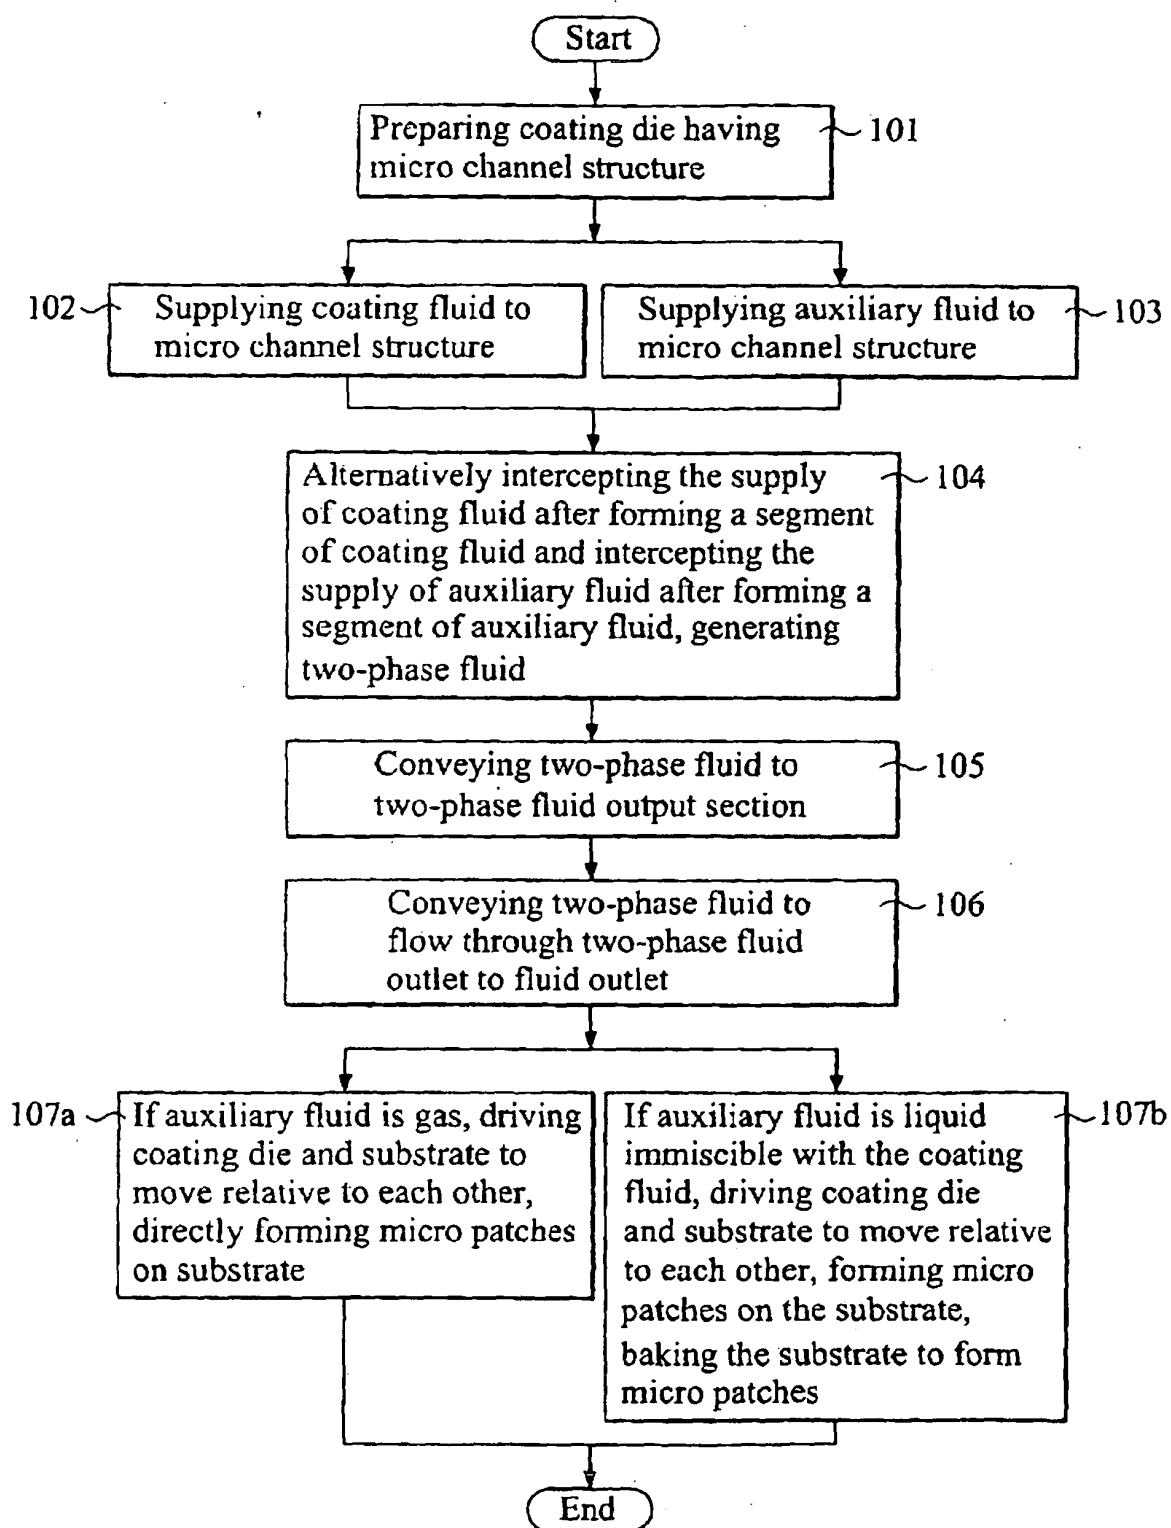 Start
Preparing coating die having
micro channel structure
101
102
Supplying coating fluid to
micro channel structure
Supplying auxiliary fluid to
micro channel structure
103
Alternatively intercepting the supply
of coating fluid after forming a segment
of coating fluid and intercepting the
supply of auxiliary fluid after forming a
segment of auxiliary fluid, generating
two-phase fluid
104
Conveying two-phase fluid to
two-phase fluid output section
105
Conveying two-phase fluid to
flow through two-phase fluid
outlet to fluid outlet
106
107a
If auxiliary fluid is gas, driving
coating die and substrate to
move relative to each other,
directly forming micro patches
on substrate
If auxiliary fluid is liquid
immiscible with the coating
fluid, driving coating die
and substrate to move relative
to each other, forming micro
patches on the substrate,
baking the substrate to form
micro patches
107b
End